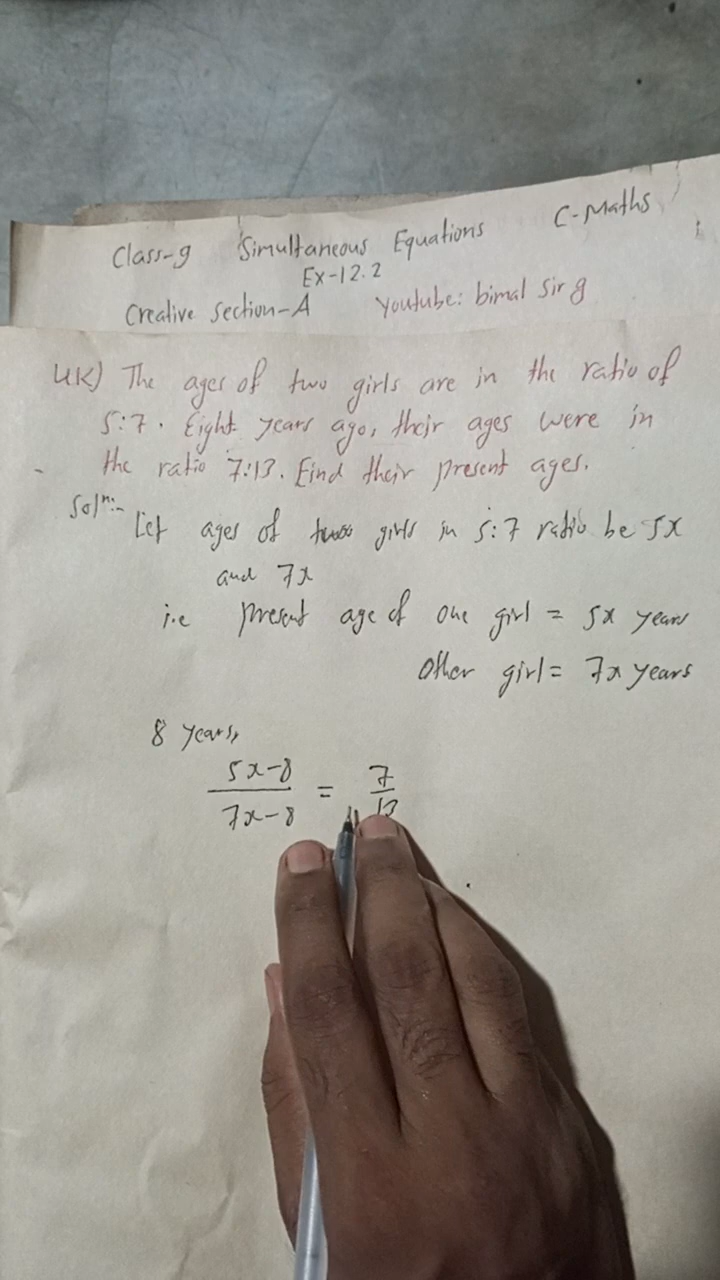 Class-9 Simultaneous Equations C-Maths
Ex-12.2
Creative Section-A Youtube: bimal sir 9
4K) The ages of two girls are in the ratio of
5:7. Eight years ago, their ages were in
the ratio 7:13. Find their present ages.
Solⁿ:-
Let ages of two girls in 5:7 ratio be 5x
and 7x
i.e present age of one girl = 5x years
Other girl = 7x years
8 years,
5x-8 / 7x-8 = 7/13